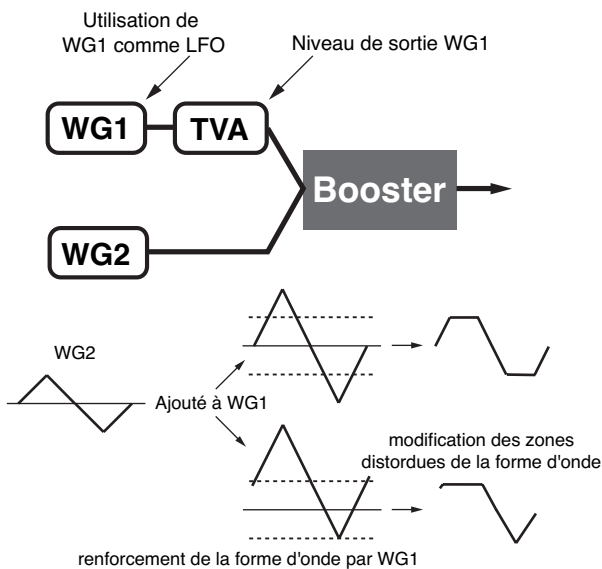 Utilisation de
WG1 comme LFO
Niveau de sortie WG1
WG1
TVA
Booster
WG2
WG2
Ajouté à WG1
modification des zones
distordues de la forme d'onde
renforcement de la forme d'onde par WG1